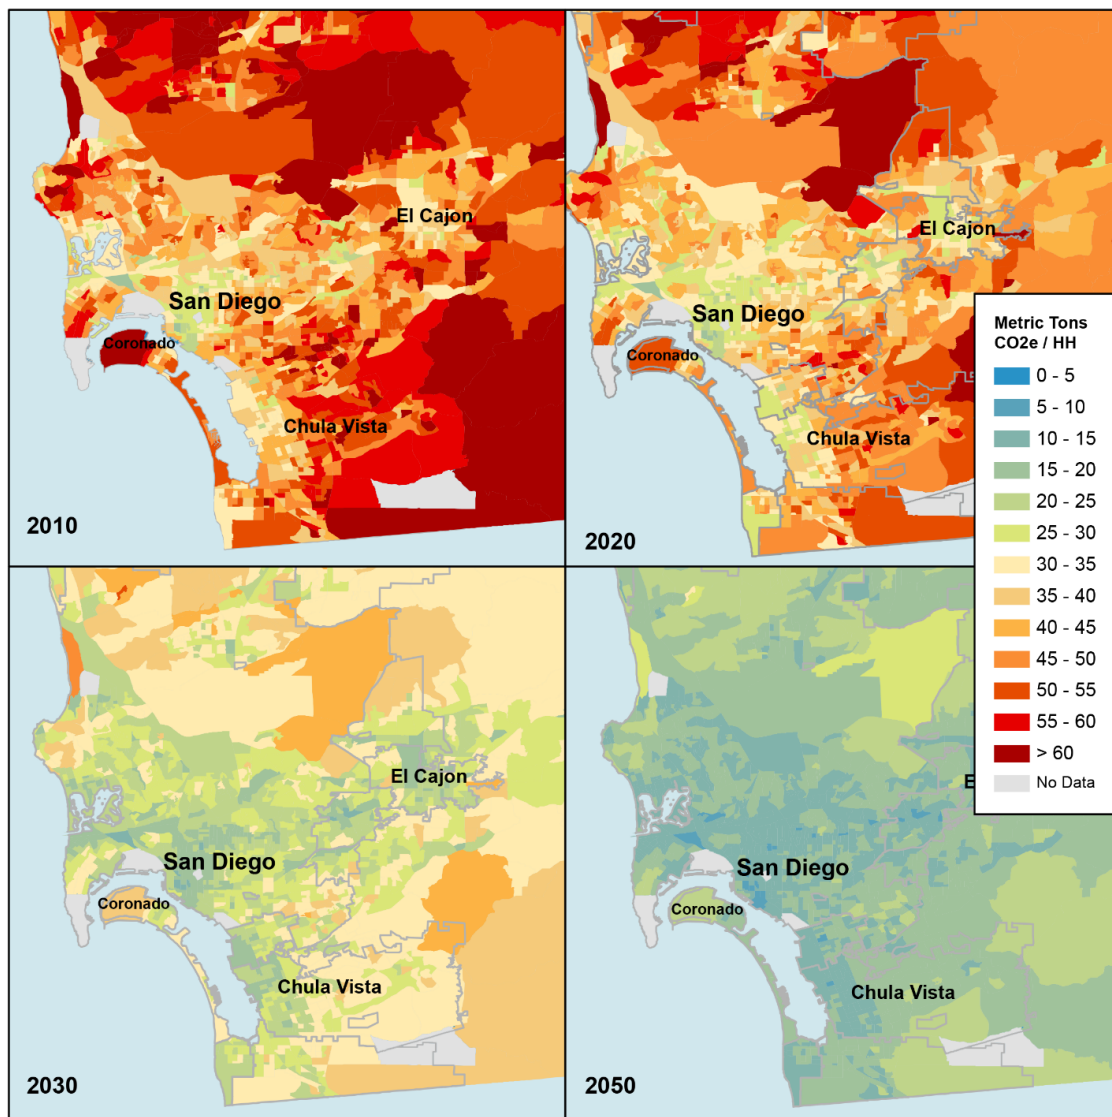 El Cajon
San Diego
Coronado
Chula Vista
2010
El Cajon
San Diego
Coronado
Chula Vista
2020
Metric Tons
CO2e / HH
0 - 5
5 - 10
10 - 15
15 - 20
20 - 25
25 - 30
30 - 35
35 - 40
40 - 45
45 - 50
50 - 55
55 - 60
> 60
No Data
El Cajon
San Diego
Coronado
Chula Vista
2030
E
San Diego
Coronado
Chula Vista
2050